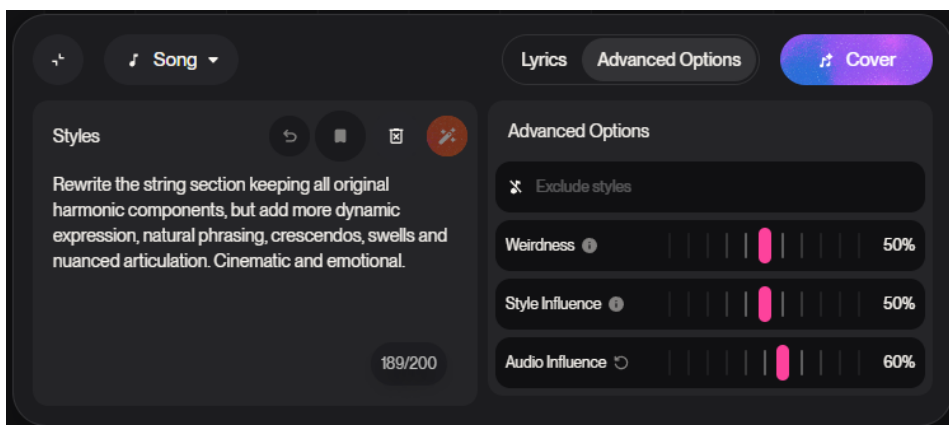 Song
Lyrics
Advanced Options
Cover
Styles
Rewrite the string section keeping all original
harmonic components, but add more dynamic
expression, natural phrasing, crescendos, swells and
nuanced articulation. Cinematic and emotional.
189/200
Advanced Options
Exclude styles
Weirdness
50%
Style Influence
50%
Audio Influence
60%